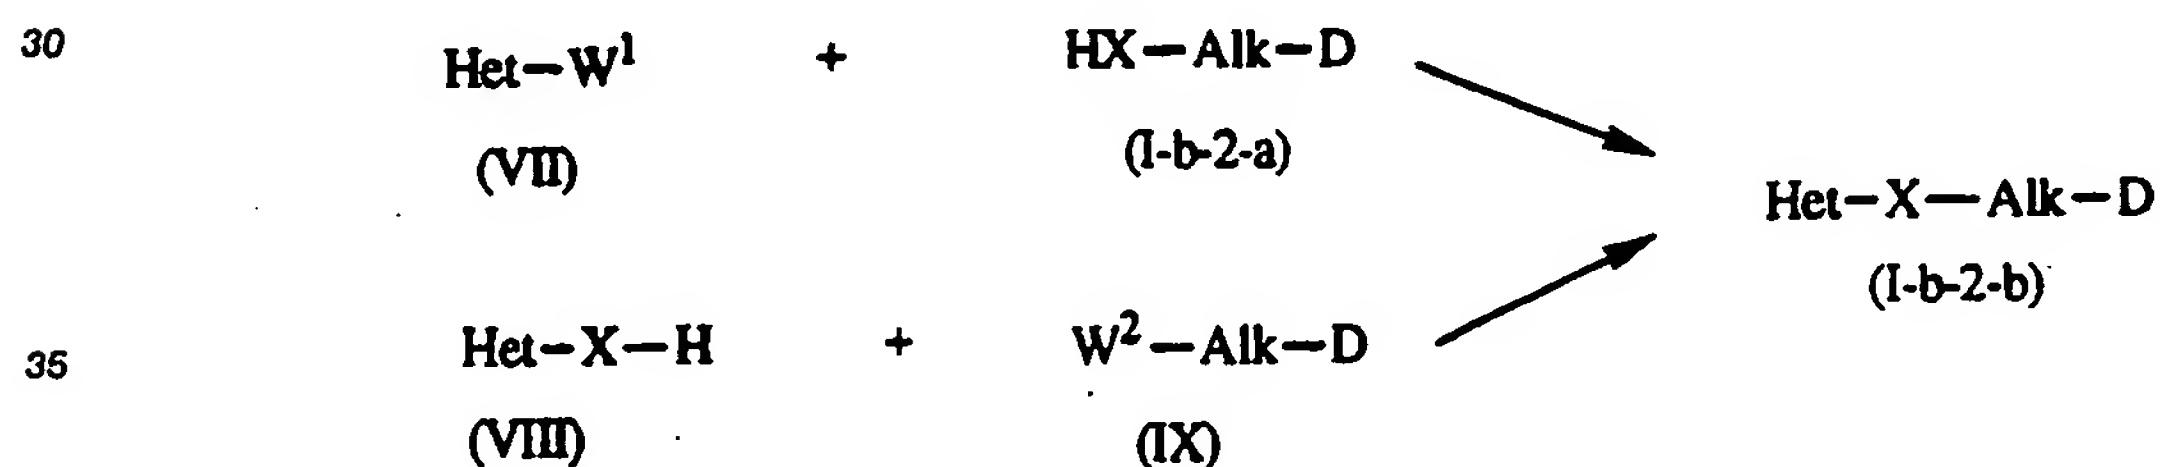 30 Het-W¹ + HX-Alk-D
(VII) (I-b-2-a)
Het-X-Alk-D
(I-b-2-b)
35 Het-X-H + W²-Alk-D
(VIII) (IX)